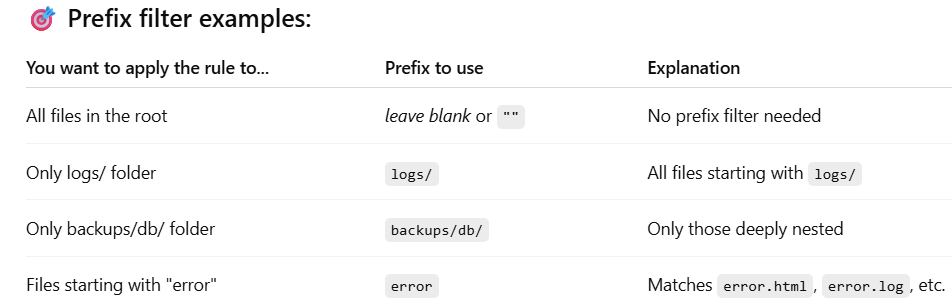 🎯 Prefix filter examples:
You want to apply the rule to... Prefix to use Explanation
All files in the root leave blank or "" No prefix filter needed
Only logs/ folder logs/ All files starting with logs/
Only backups/db/ folder backups/db/ Only those deeply nested
Files starting with "error" error Matches error.html, error.log, etc.